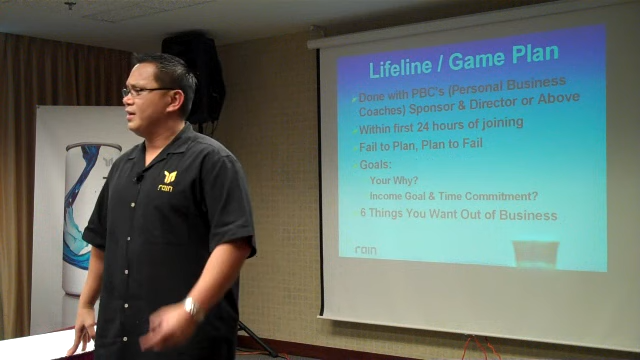 Lifeline / Game Plan
Done with PBC's (Personal Business
Coaches) Sponsor & Director or Above
Within first 24 hours of joining
Fail to Plan, Plan to Fail
Goals:
Your Why?
Income Goal & Time Commitment?
6 Things You Want Out of Business
rain
rain